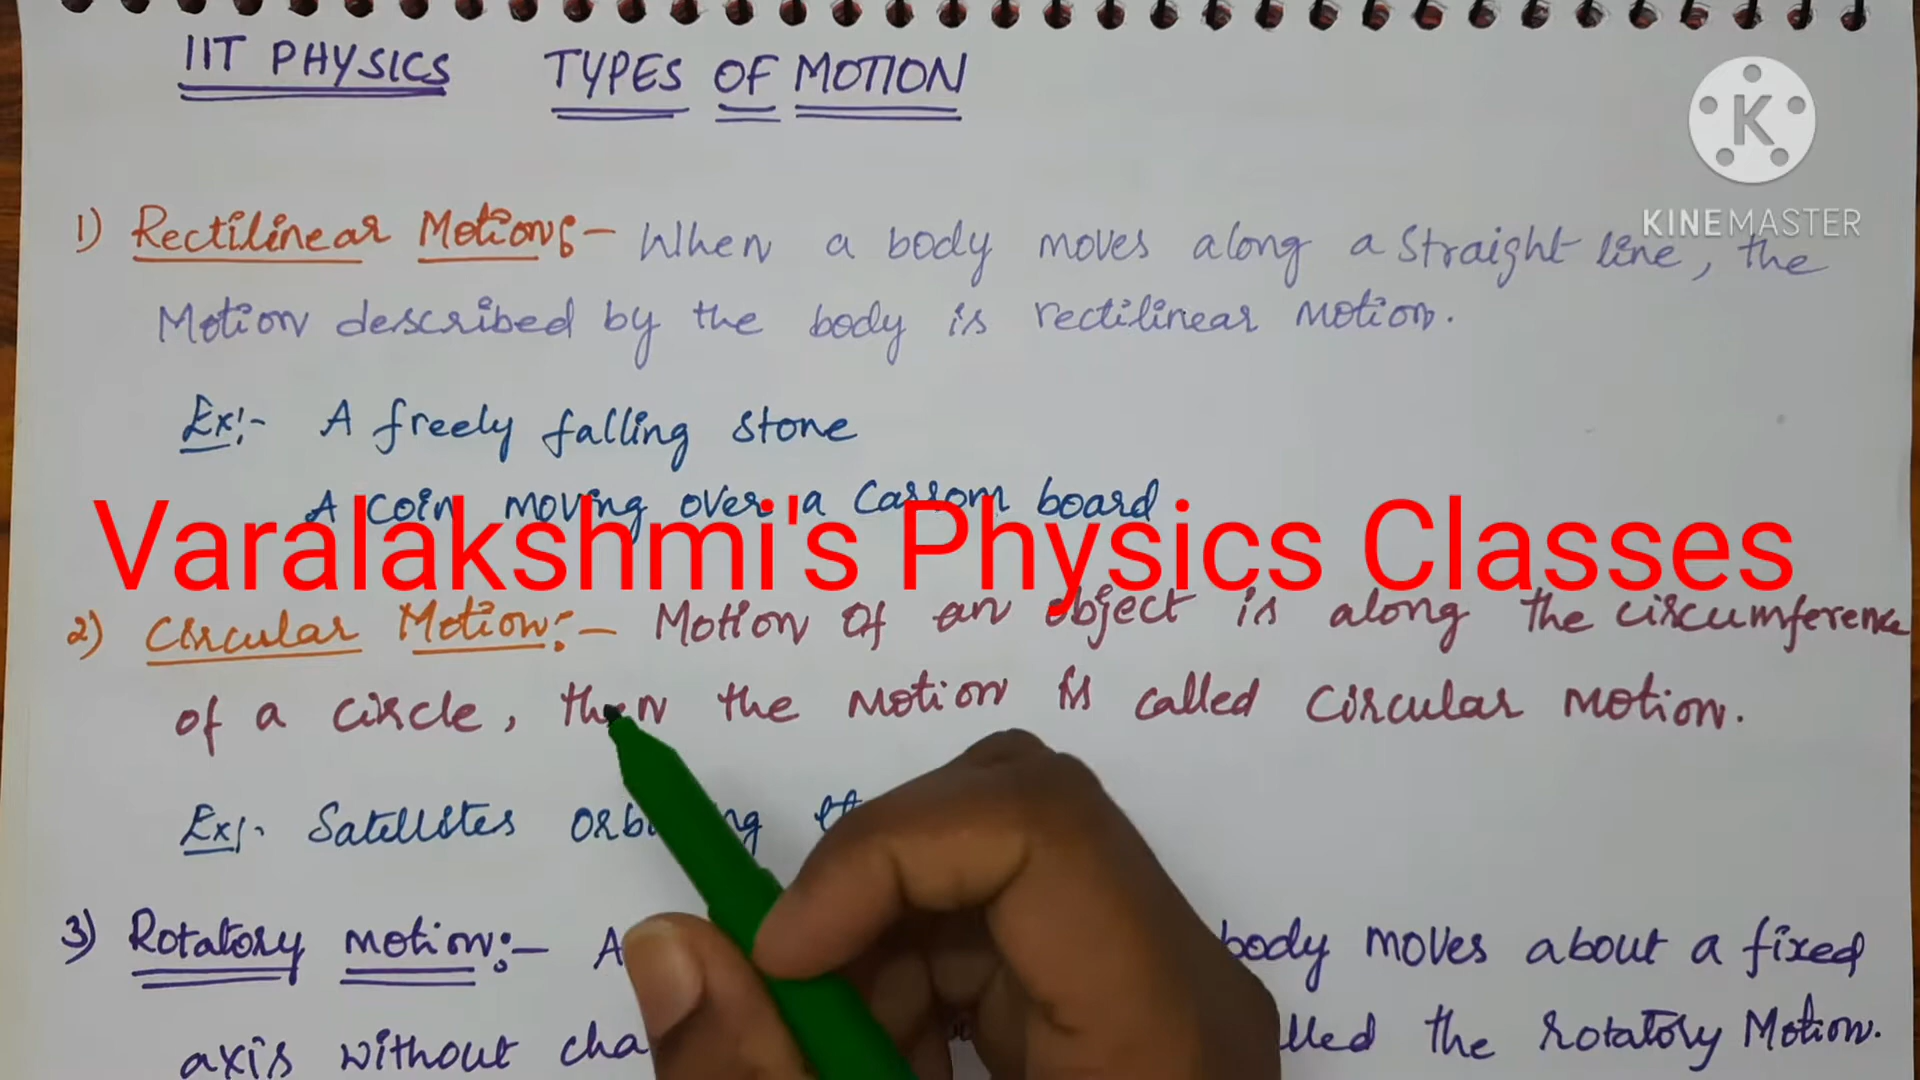 IIT PHYSICS TYPES OF MOTION
K
KINEMASTER
1) Rectilinear Motion:- When a body moves along a straight line, the
Motion described by the body is rectilinear motion.
Ex:- A freely falling stone
A coin moving over a Carrom board
Varalakshmi's Physics Classes
2) Circular Motion:- Motion of an object is along the circumference
of a circle, then the Motion is called Circular motion.
Ex:- Satellites
3) Rotatory motion:- A body moves about a fixed
axis without the rotatory Motion.